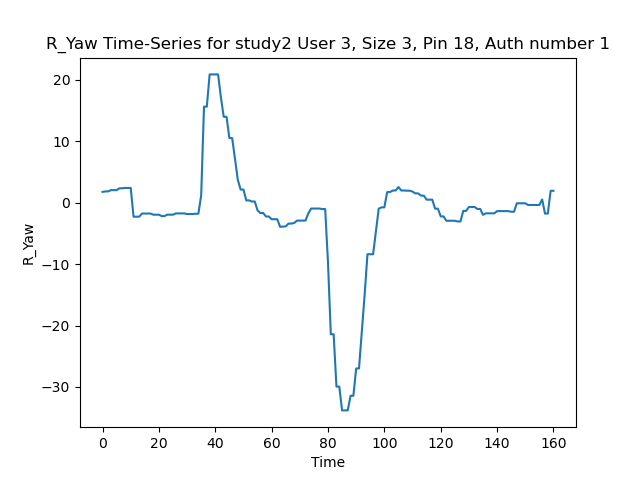 R_Yaw Time-Series for study2 User 3, Size 3, Pin 18, Auth number 1
20
10
0
−10
−20
−30
R_Yaw
0 20 40 60 80 100 120 140 160
Time